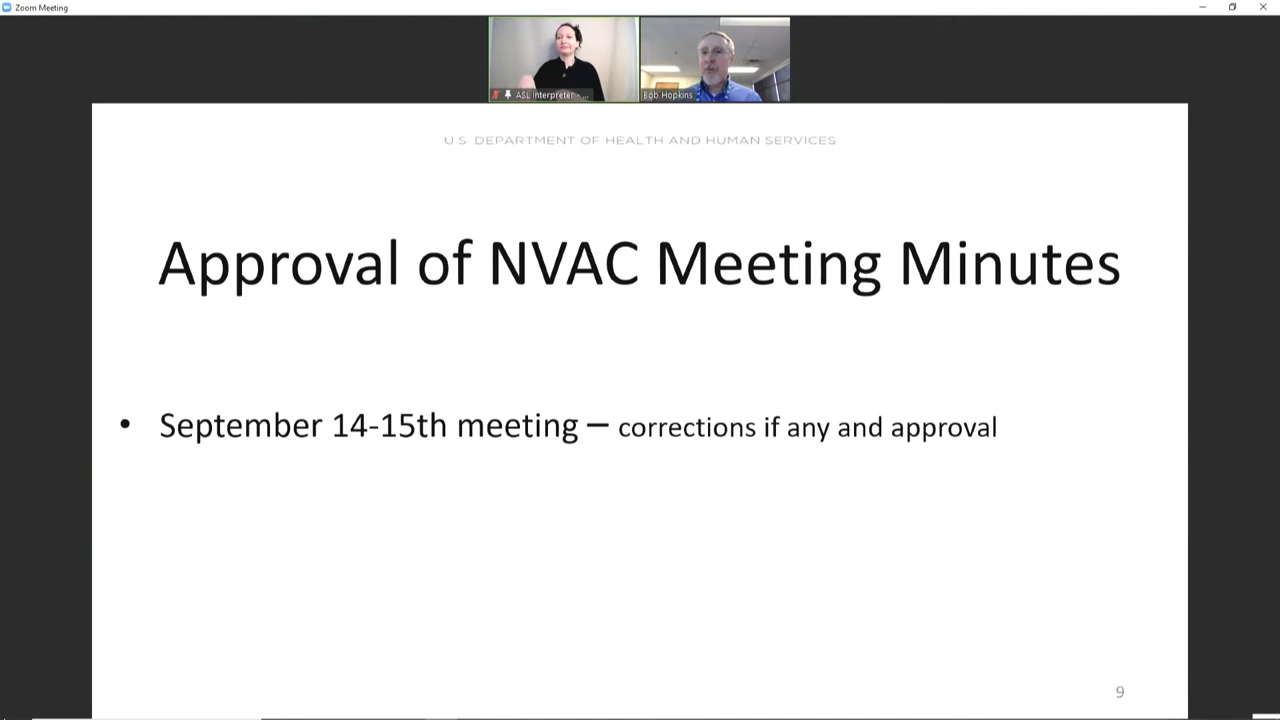 Zoom Meeting
ASL Interpreter - ...
Bob Hopkins
U.S. DEPARTMENT OF HEALTH AND HUMAN SERVICES
Approval of NVAC Meeting Minutes
• September 14-15th meeting – corrections if any and approval
9